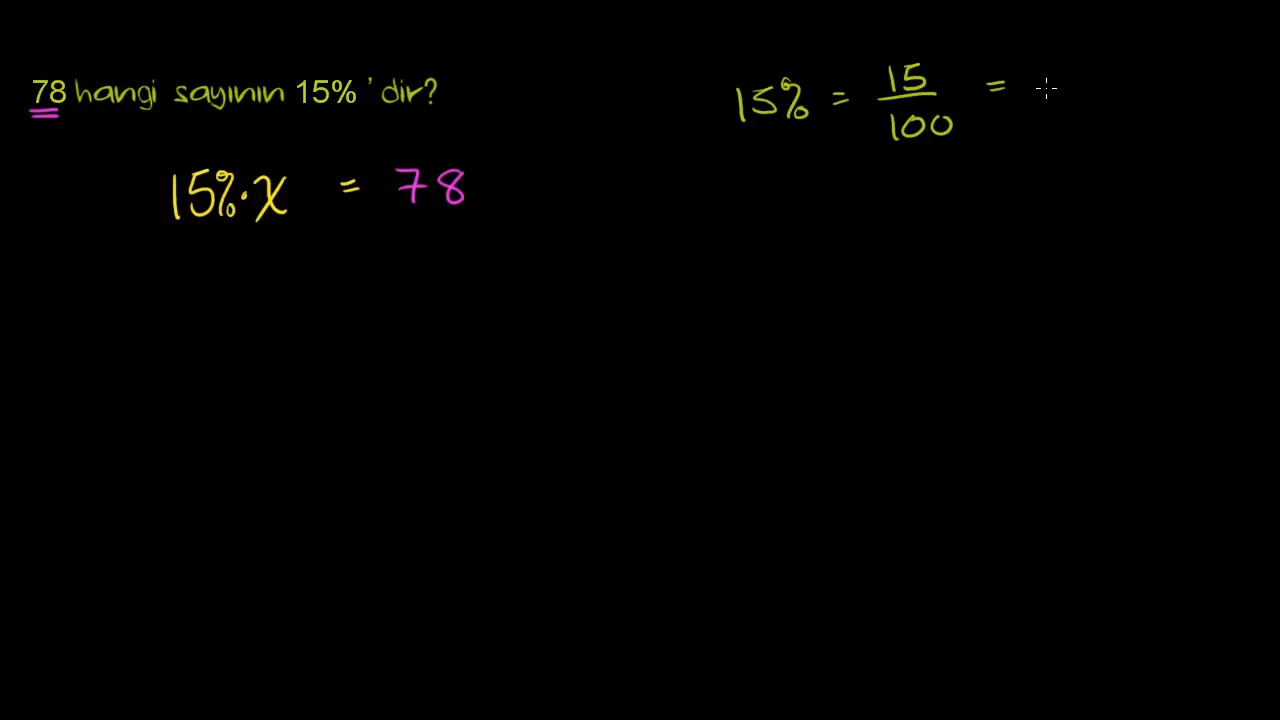 78 hangi sayının 15% 'dir?
15% = 15/100 =
15% · x = 78